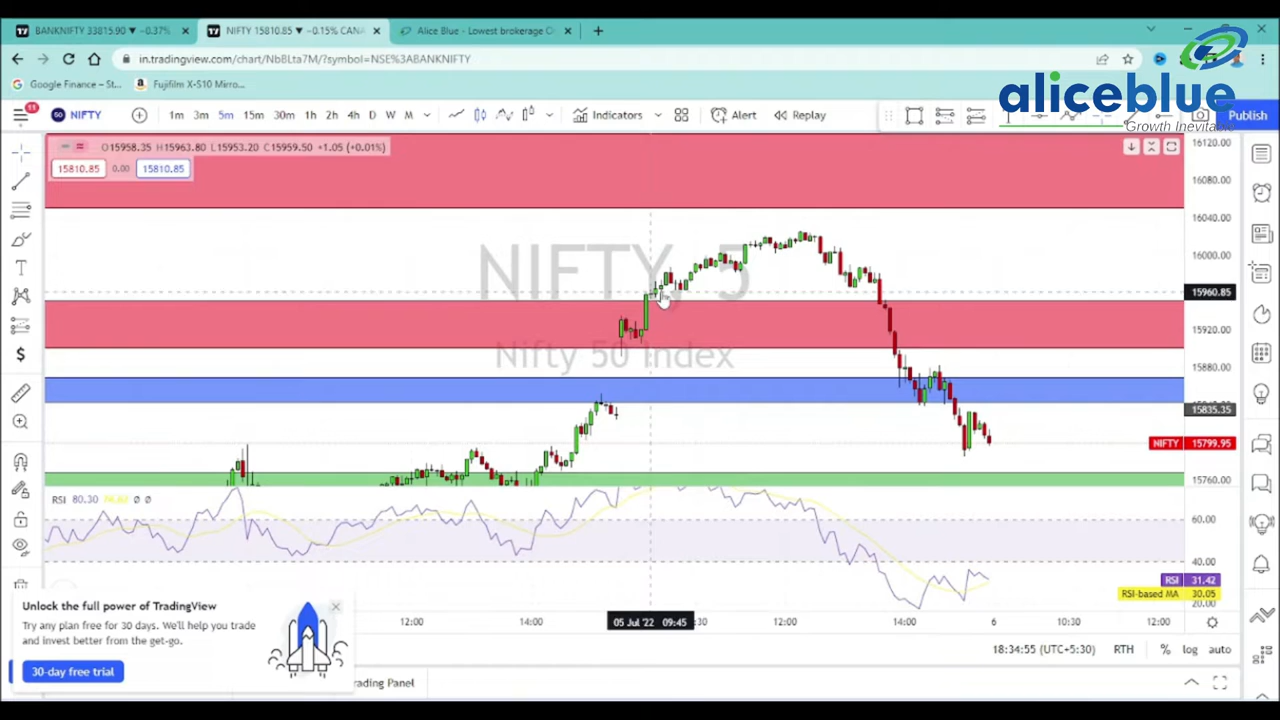 BANKNIFTY 33815.90 ▼ −0.37%
NIFTY 15810.85 ▼ −0.15% CANA
Alice Blue - Lowest brokerage
in.tradingview.com/chart/NbBLta7M/?symbol=NSE%3ABANKNIFTY
Google Finance – St...
Fujifilm X-S10 Mirro...
aliceblue
Growth Inevitable
11
NIFTY
1m 3m 5m 15m 30m 1h 2h 4h D W M
Indicators
Alert
Replay
Publish
O15958.35 H15963.80 L15953.20 C15959.50 +1.05 (+0.01%)
15810.85 0.00 15810.85
NIFTY, 5
Nifty 50 Index
16120.00
16080.00
16040.00
16000.00
15960.85
15920.00
15880.00
15835.35
NIFTY 15799.95
15760.00
RSI 80.30
60.00
40.00
RSI 31.42
RSI-based MA 30.05
20.00
Unlock the full power of TradingView
Try any plan free for 30 days. We'll help you trade
and invest better from the get-go.
30-day free trial
12:00 14:00 05 Jul '22 09:45 :30 12:00 14:00 6 10:30 12:00
18:34:55 (UTC+5:30) RTH % log auto
rading Panel